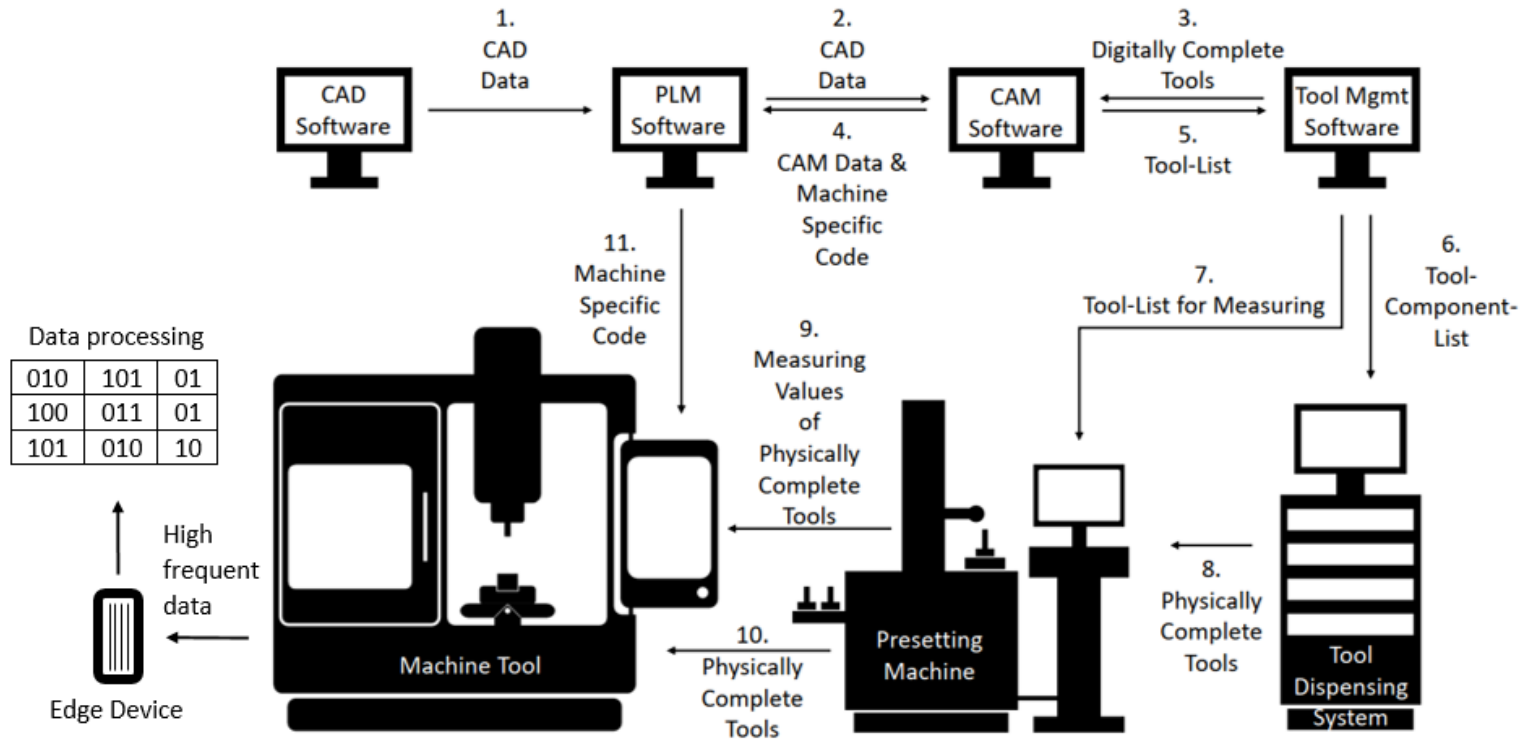 1.
CAD
Data
2.
CAD
Data
3.
Digitally Complete
Tools
CAD
Software
PLM
Software
CAM
Software
Tool Mgmt
Software
4.
CAM Data &
Machine
Specific
Code
5.
Tool-List
11.
Machine
Specific
Code
7.
Tool-List for Measuring
6.
Tool-
Component-
List
Data processing
010 101 01
100 011 01
101 010 10
9.
Measuring
Values
of
Physically
Complete
Tools
High
frequent
data
Edge Device
Machine Tool
10.
Physically
Complete
Tools
Presetting
Machine
8.
Physically
Complete
Tools
Tool
Dispensing
System